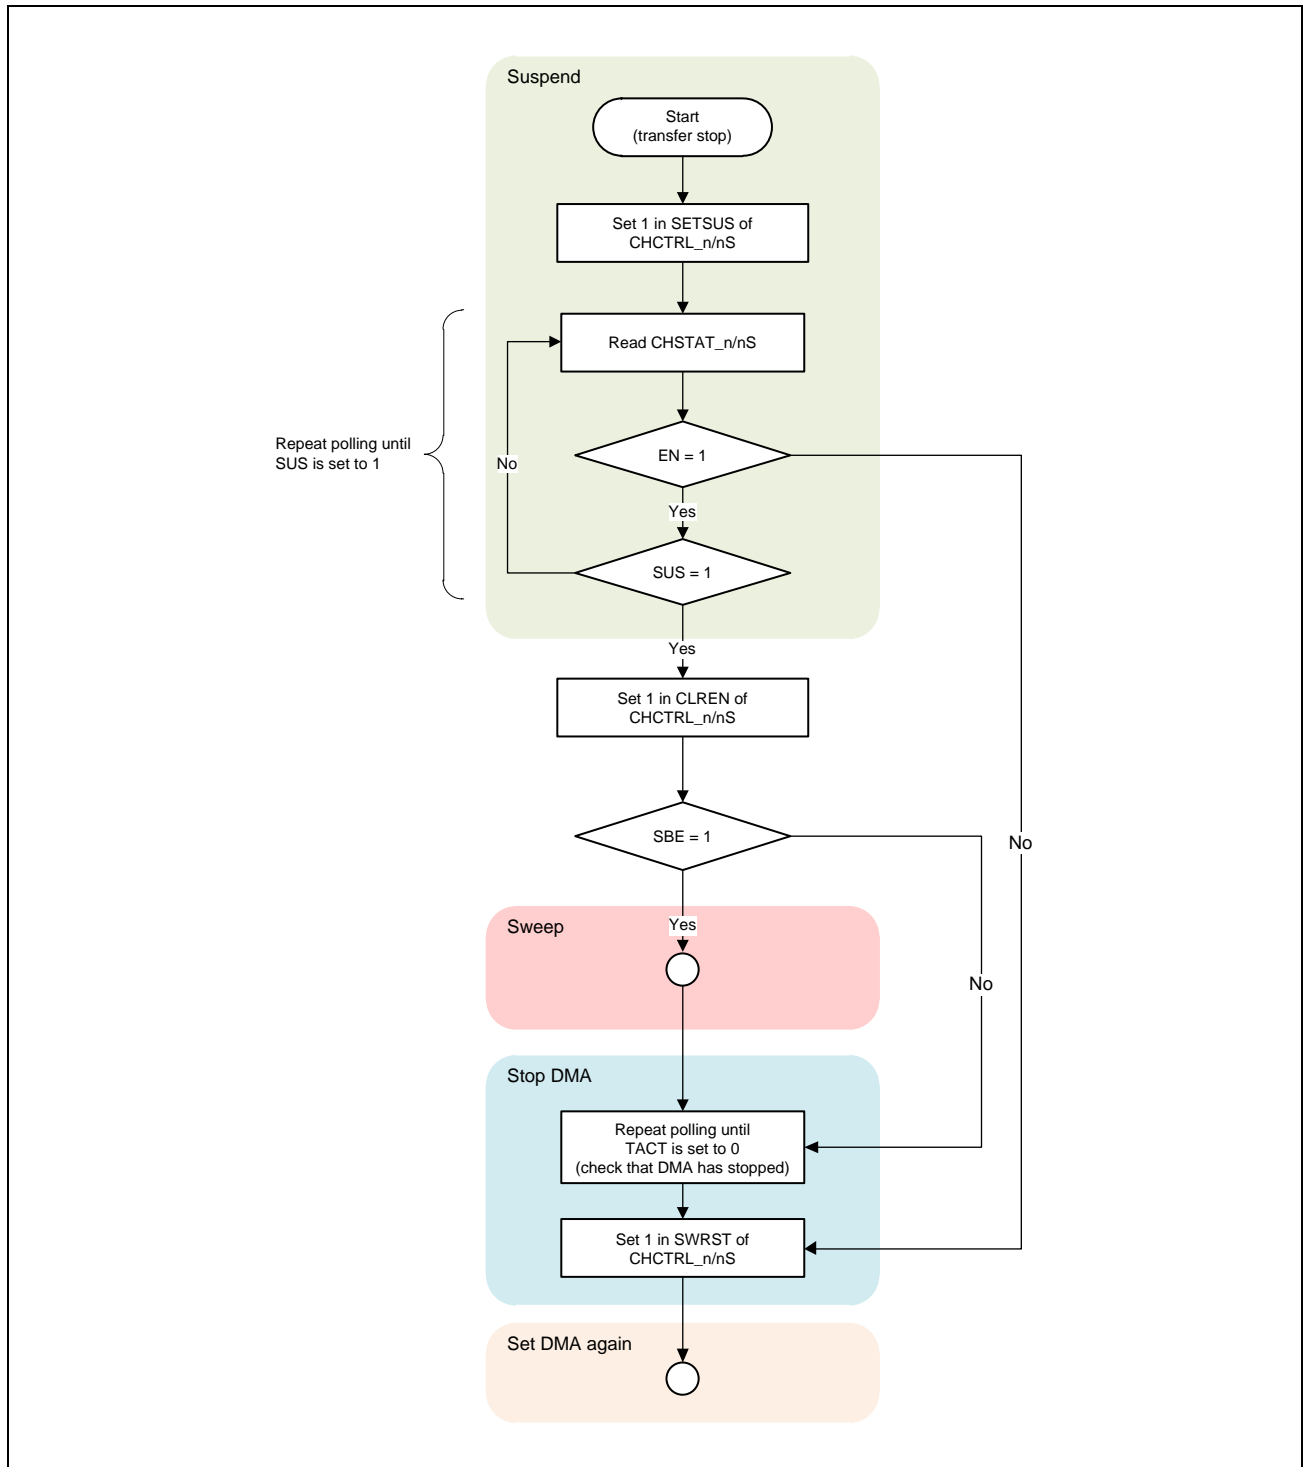 Suspend
Start
(transfer stop)
Set 1 in SETSUS of
CHCTRL_n/nS
Read CHSTAT_n/nS
Repeat polling until
SUS is set to 1
EN = 1
No
Yes
SUS = 1
Yes
Set 1 in CLREN of
CHCTRL_n/nS
SBE = 1
No
Sweep
Yes
No
Stop DMA
Repeat polling until
TACT is set to 0
(check that DMA has stopped)
Set 1 in SWRST of
CHCTRL_n/nS
Set DMA again